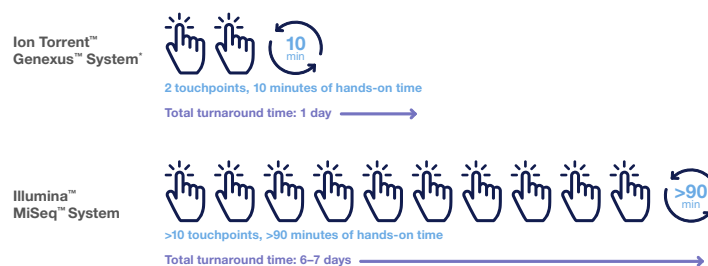 Ion Torrent™
Genexus™ System*
10
min
2 touchpoints, 10 minutes of hands-on time
Total turnaround time: 1 day
Illumina™
MiSeq™ System
>90
min
>10 touchpoints, >90 minutes of hands-on time
Total turnaround time: 6–7 days